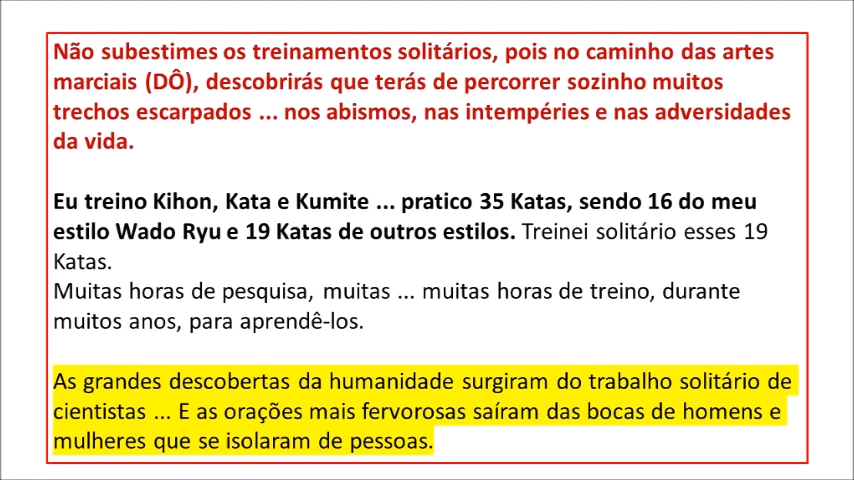 Não subestimes os treinamentos solitários, pois no caminho das artes
marciais (DÔ), descobrirás que terás de percorrer sozinho muitos
trechos escarpados ... nos abismos, nas intempéries e nas adversidades
da vida.
Eu treino Kihon, Kata e Kumite ... pratico 35 Katas, sendo 16 do meu
estilo Wado Ryu e 19 Katas de outros estilos. Treinei solitário esses 19
Katas.
Muitas horas de pesquisa, muitas ... muitas horas de treino, durante
muitos anos, para aprendê-los.
As grandes descobertas da humanidade surgiram do trabalho solitário de
cientistas ... E as orações mais fervorosas saíram das bocas de homens e
mulheres que se isolaram de pessoas.